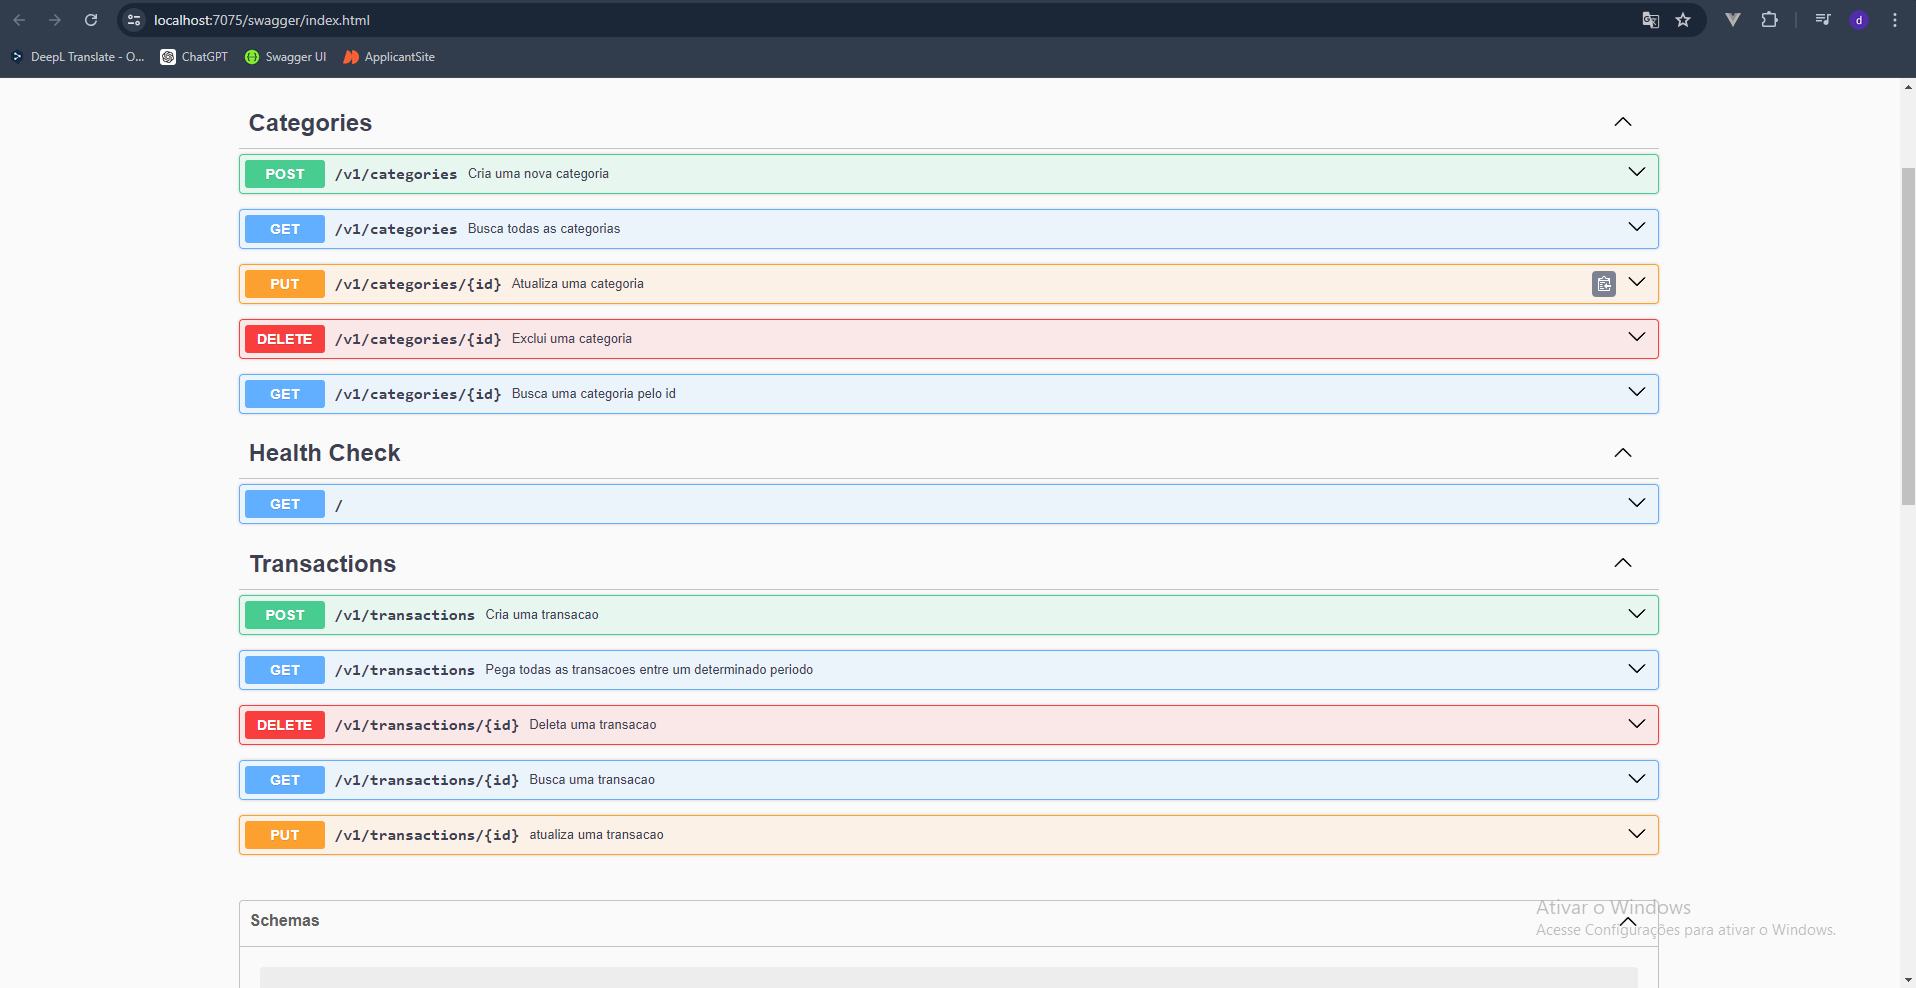 localhost:7075/swagger/index.html
d
DeepL Translate - O... ChatGPT Swagger UI ApplicantSite
Categories
POST /v1/categories Cria uma nova categoria
GET /v1/categories Busca todas as categorias
PUT /v1/categories/{id} Atualiza uma categoria
DELETE /v1/categories/{id} Exclui uma categoria
GET /v1/categories/{id} Busca uma categoria pelo id
Health Check
GET /
Transactions
POST /v1/transactions Cria uma transacao
GET /v1/transactions Pega todas as transacoes entre um determinado periodo
DELETE /v1/transactions/{id} Deleta uma transacao
GET /v1/transactions/{id} Busca uma transacao
PUT /v1/transactions/{id} atualiza uma transacao
Schemas
Ativar o Windows
Acesse Configurações para ativar o Windows.